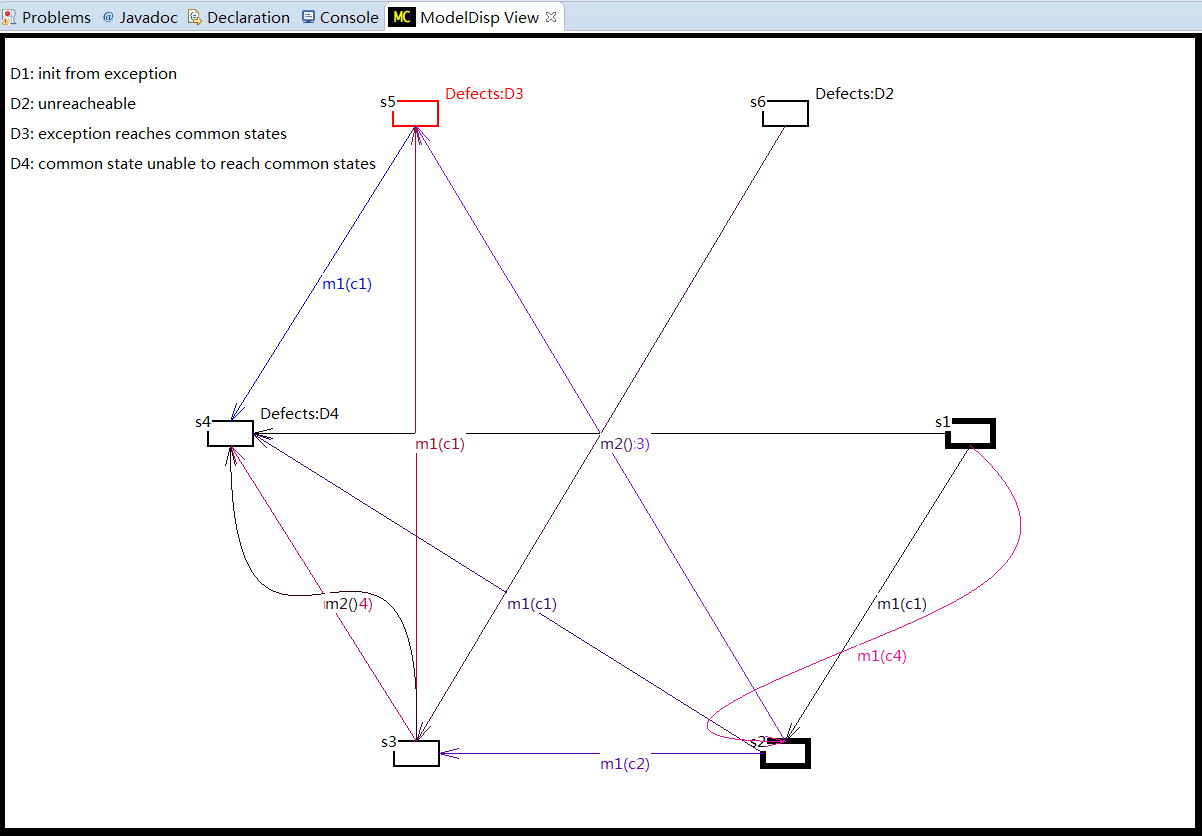 Problems @ Javadoc Declaration Console MC ModelDisp View
D1: init from exception
D2: unreacheable
D3: exception reaches common states
D4: common state unable to reach common states
s5 Defects:D3
s6 Defects:D2
m1(c1)
s4 Defects:D4
s1
m1(c1)
m2():3)
m2()4)
m1(c1)
m1(c1)
m1(c4)
s3
s2
m1(c2)